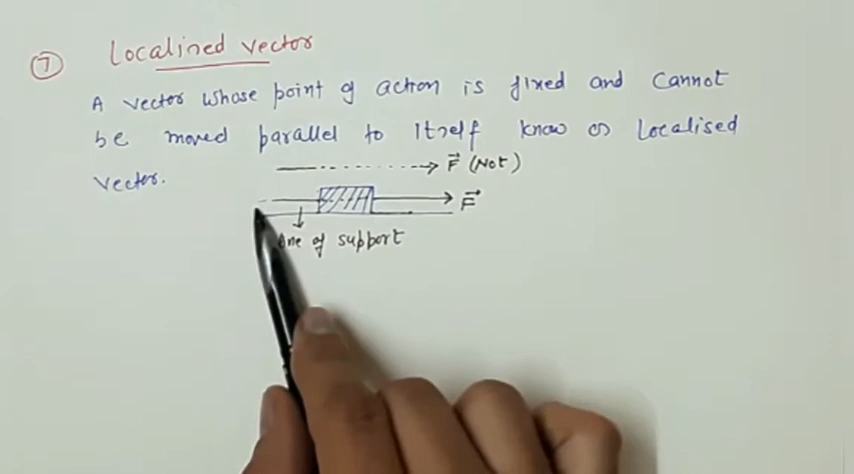 7 Localised vector
A vector whose point of action is fixed and cannot
be moved parallel to itself know as localised
vector.
F (Not)
F
line of support